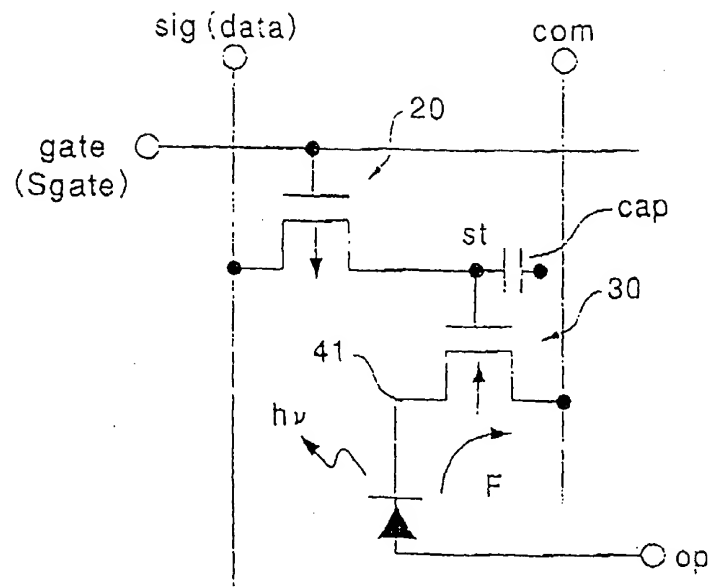 sig (data)
com
20
gate
(Sgate)
cap
st
30
41
hν
F
op